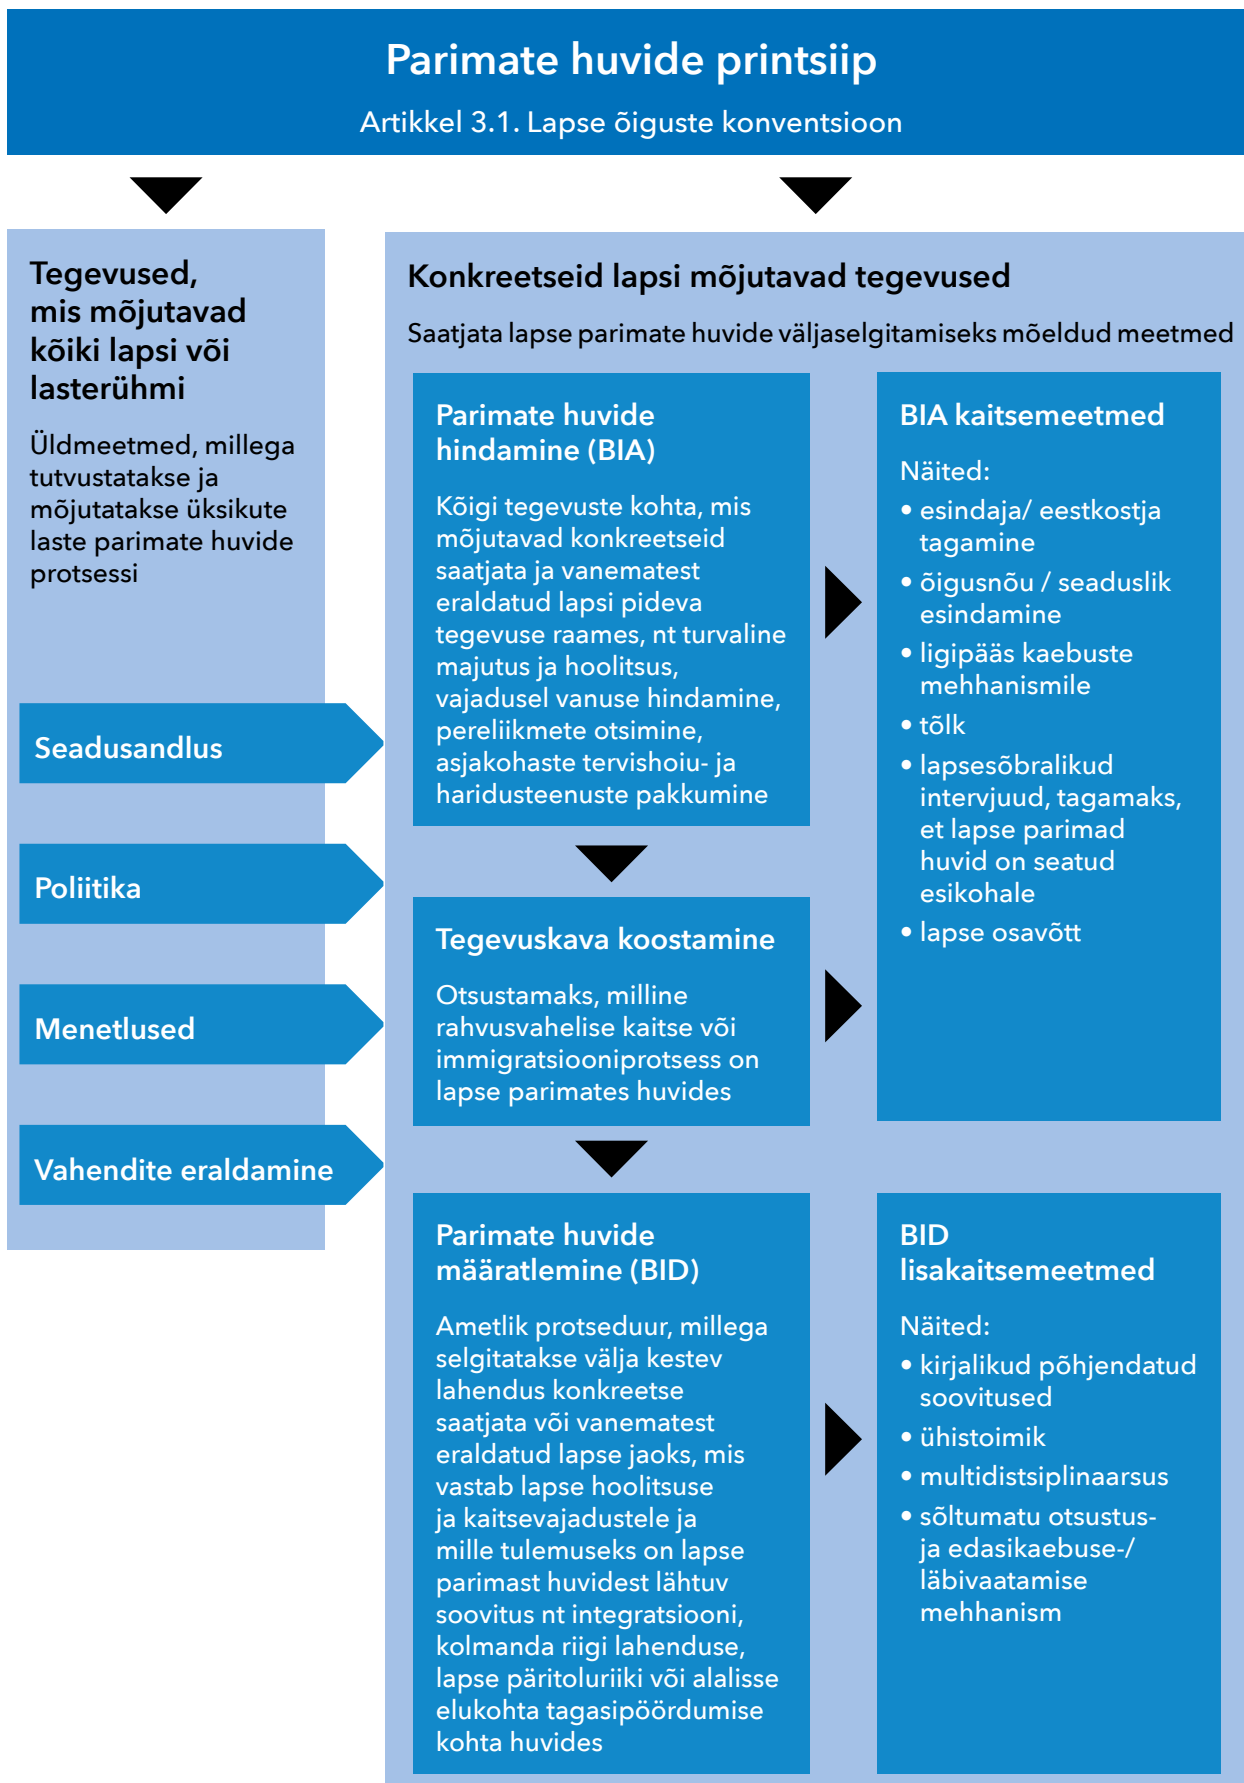 Parimate huvide printsiip
Artikkel 3.1. Lapse õiguste konventsioon
Tegevused,
mis mõjutavad
kõiki lapsi või
lasterühmi
Üldmeetmed, millega
tutvustatakse ja
mõjutatakse üksikute
laste parimate huvide
protsessi
Seadusandlus
Poliitika
Menetlused
Vahendite eraldamine
Konkreetseid lapsi mõjutavad tegevused
Saatjata lapse parimate huvide väljaselgitamiseks mõeldud meetmed
Parimate huvide
hindamine (BIA)
Kõigi tegevuste kohta, mis
mõjutavad konkreetseid
saatjata ja vanematest
eraldatud lapsi pideva
tegevuse raames, nt turvaline
majutus ja hoolitsus,
vajadusel vanuse hindamine,
pereliikmete otsimine,
asjakohaste tervishoiu- ja
haridusteenuste pakkumine
BIA kaitsemeetmed
Näited:
• esindaja/ eestkostja
tagamine
• õigusnõu / seaduslik
esindamine
• ligipääs kaebuste
mehhanismile
• tõlk
• lapsesõbralikud
intervjuud, tagamaks,
et lapse parimad
huvid on seatud
esikohale
• lapse osavõtt
Tegevuskava koostamine
Otsustamaks, milline
rahvusvahelise kaitse või
immigratsiooniprotsess on
lapse parimates huvides
Parimate huvide
määratlemine (BID)
Ametlik protseduur, millega
selgitatakse välja kestev
lahendus konkreetse
saatjata või vanematest
eraldatud lapse jaoks, mis
vastab lapse hoolitsuse
ja kaitsevajadustele ja
mille tulemuseks on lapse
parimast huvidest lähtuv
soovitus nt integratsiooni,
kolmanda riigi lahenduse,
lapse päritoluriiki või alalisse
elukohta tagasipöördumise
kohta huvides
BID
lisakaitsemeetmed
Näited:
• kirjalikud põhjendatud
soovitused
• ühistoimik
• multidistsiplinaarsus
• sõltumatu otsustus-
ja edasikaebuse-/
läbivaatamise
mehhanism